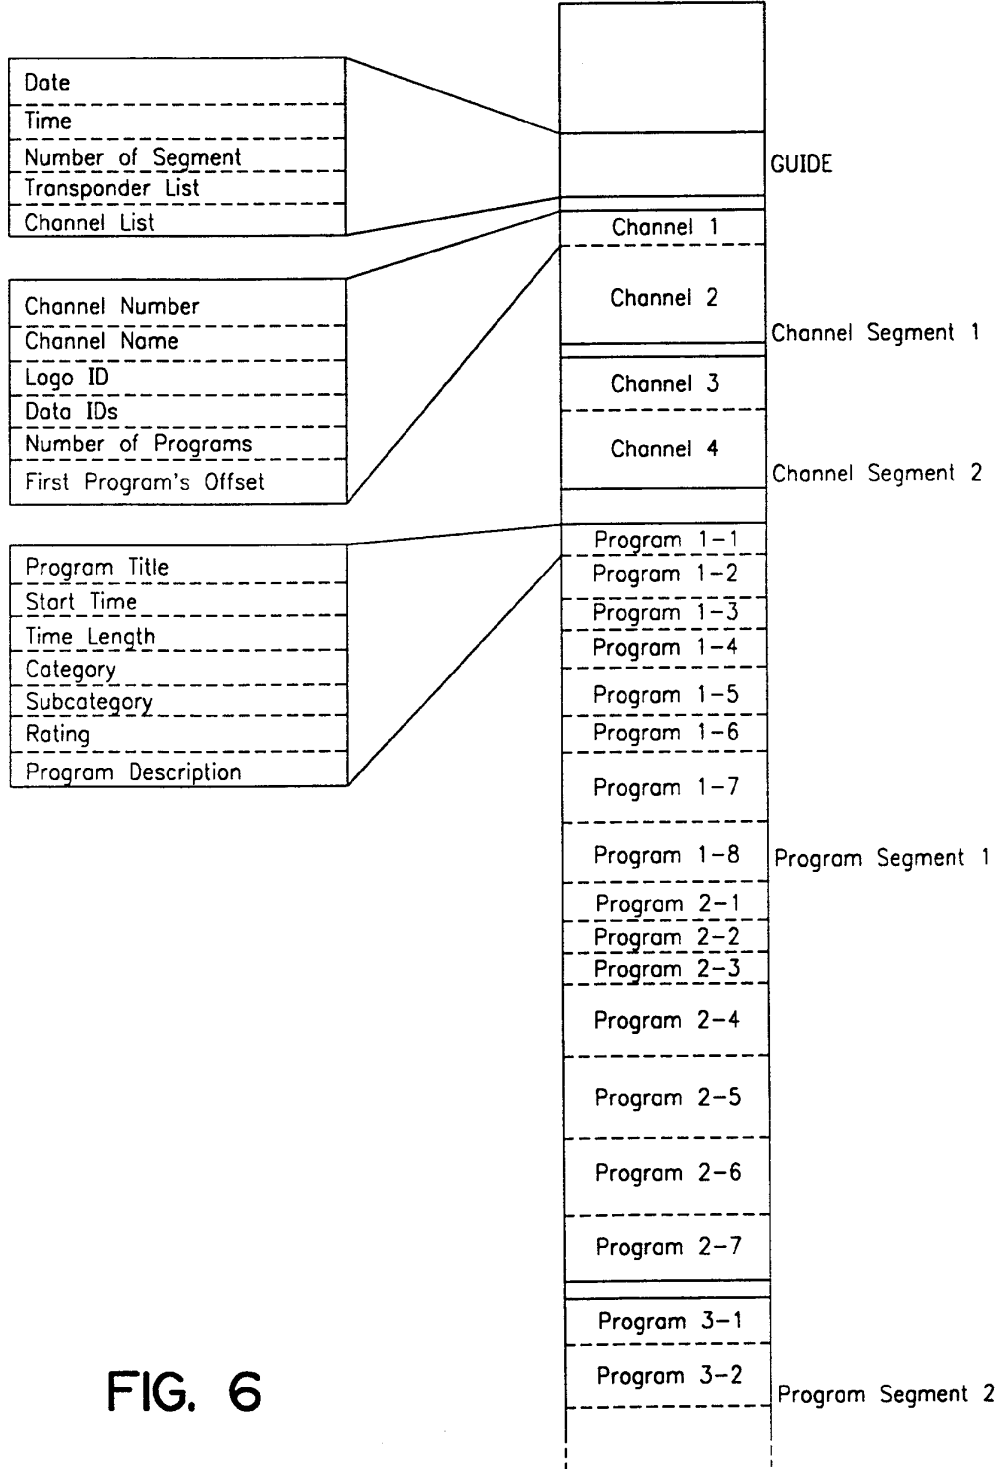 Date
Time
Number of Segment
Transponder List
Channel List
GUIDE
Channel 1
Channel 2
Channel Segment 1
Channel Number
Channel Name
Logo ID
Data IDs
Number of Programs
First Program's Offset
Channel 3
Channel 4
Channel Segment 2
Program Title
Start Time
Time Length
Category
Subcategory
Rating
Program Description
Program 1-1
Program 1-2
Program 1-3
Program 1-4
Program 1-5
Program 1-6
Program 1-7
Program 1-8
Program Segment 1
Program 2-1
Program 2-2
Program 2-3
Program 2-4
Program 2-5
Program 2-6
Program 2-7
Program 3-1
Program 3-2
Program Segment 2
FIG. 6